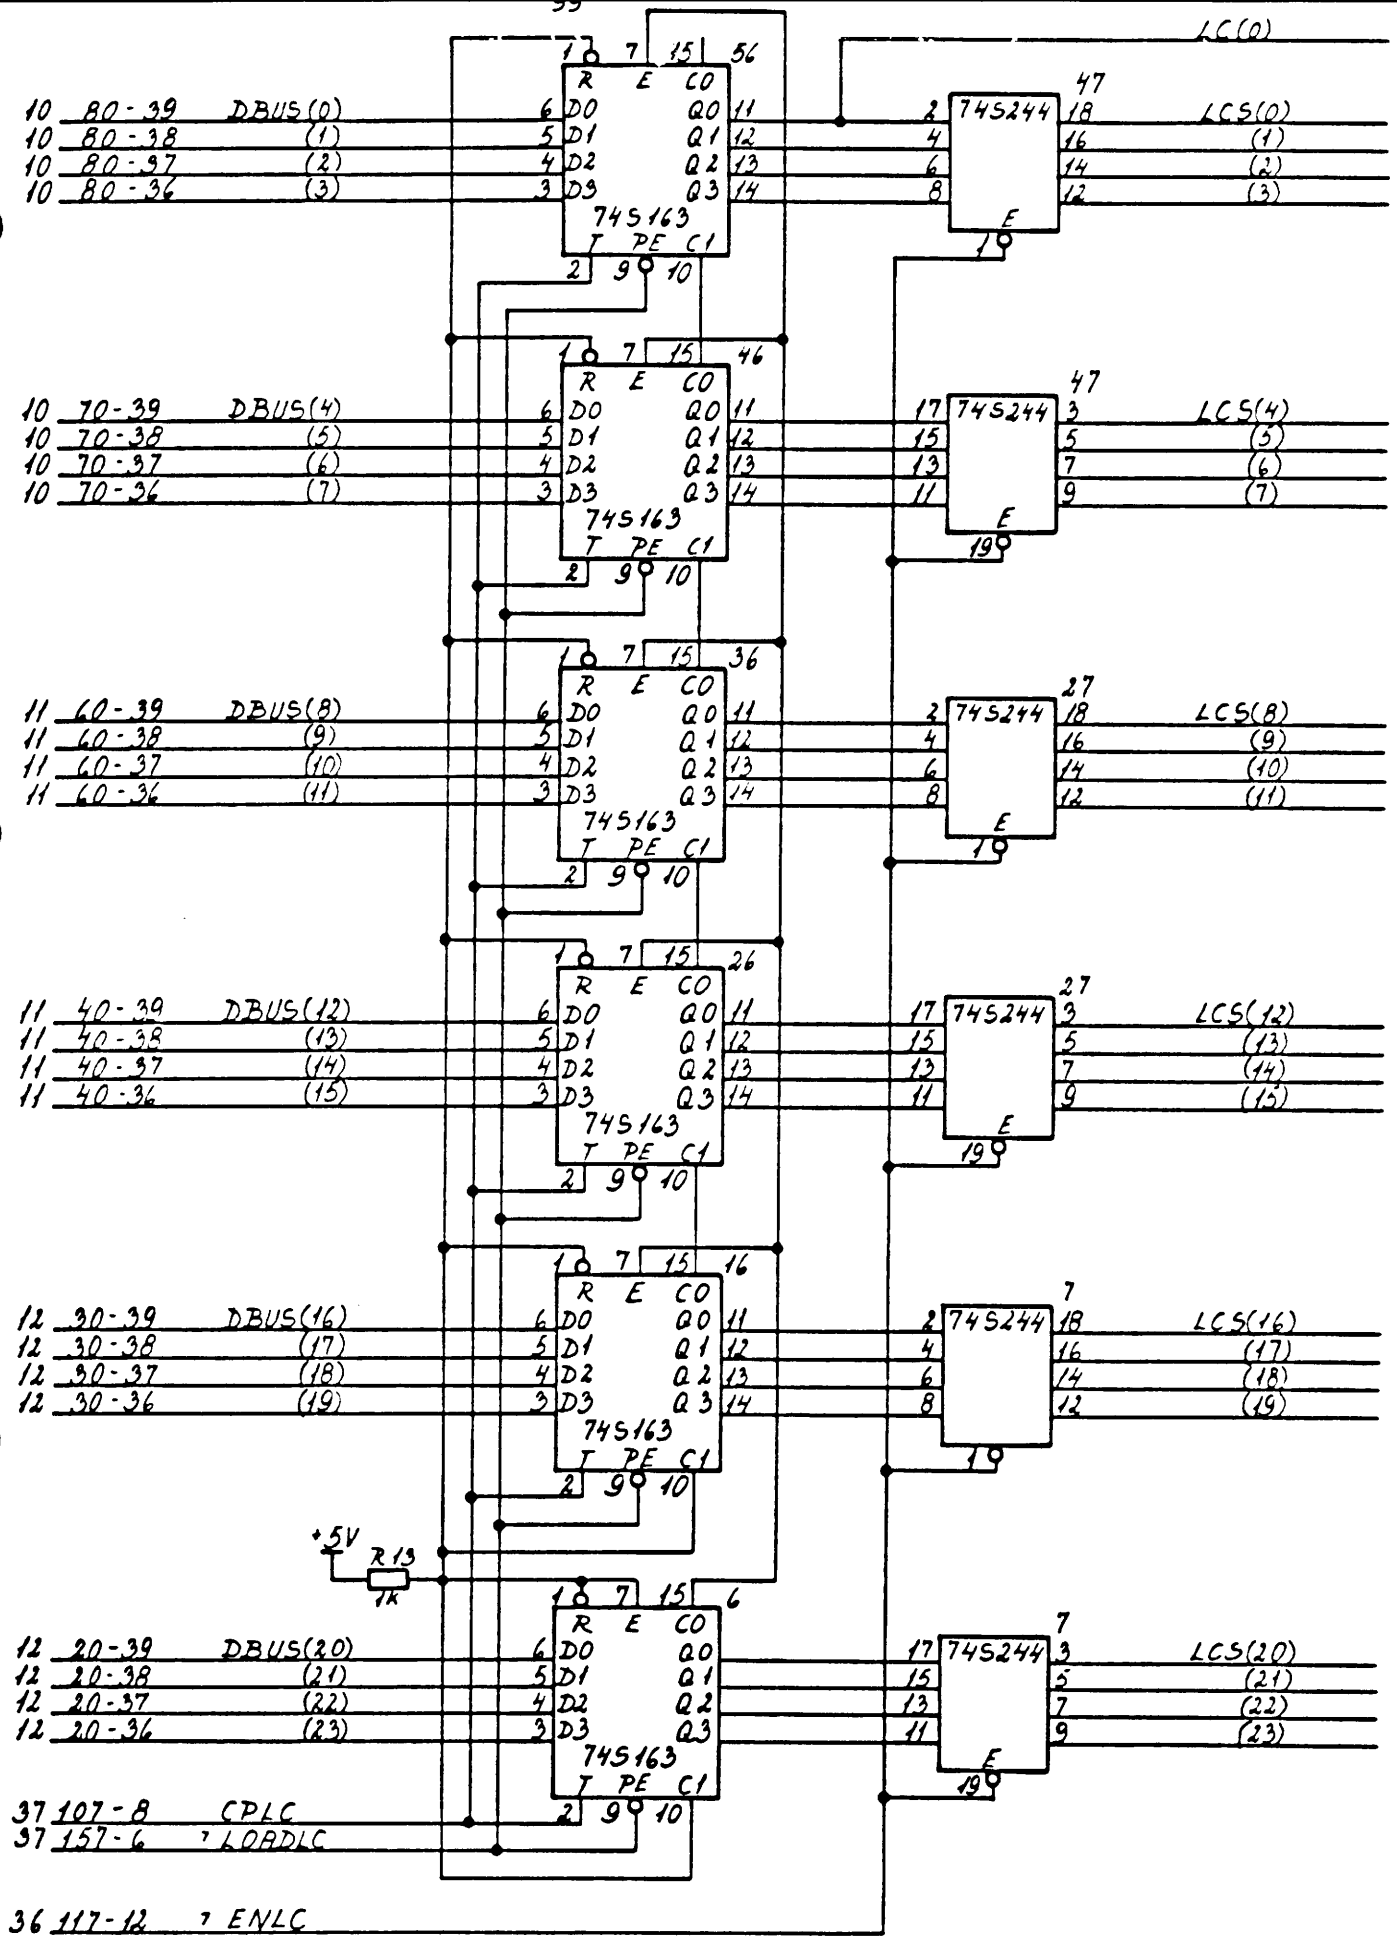 LC(0)
1 7 15 56
R E CO 47
10 80-39 DBUS(0) 6 D0 Q0 11 2 74S244 18 LCS(0)
10 80-38 (1) 5 D1 Q1 12 4 16 (1)
10 80-37 (2) 4 D2 Q2 13 6 14 (2)
10 80-36 (3) 3 D3 Q3 14 8 12 (3)
74S163
T PE C1 E
2 9 10 1
1 7 15 46
R E CO 47
10 70-39 DBUS(4) 6 D0 Q0 11 17 74S244 3 LCS(4)
10 70-38 (5) 5 D1 Q1 12 15 5 (5)
10 70-37 (6) 4 D2 Q2 13 13 7 (6)
10 70-36 (7) 3 D3 Q3 14 11 9 (7)
74S163
T PE C1 E
2 9 10 19
1 7 15 36
R E CO 27
11 60-39 DBUS(8) 6 D0 Q0 11 2 74S244 18 LCS(8)
11 60-38 (9) 5 D1 Q1 12 4 16 (9)
11 60-37 (10) 4 D2 Q2 13 6 14 (10)
11 60-36 (11) 3 D3 Q3 14 8 12 (11)
74S163
T PE C1 E
2 9 10 1
1 7 15 26
R E CO 27
11 40-39 DBUS(12) 6 D0 Q0 11 17 74S244 3 LCS(12)
11 40-38 (13) 5 D1 Q1 12 15 5 (13)
11 40-37 (14) 4 D2 Q2 13 13 7 (14)
11 40-36 (15) 3 D3 Q3 14 11 9 (15)
74S163
T PE C1 E
2 9 10 19
1 7 15 16
R E CO 7
12 30-39 DBUS(16) 6 D0 Q0 11 2 74S244 18 LCS(16)
12 30-38 (17) 5 D1 Q1 12 4 16 (17)
12 30-37 (18) 4 D2 Q2 13 6 14 (18)
12 30-36 (19) 3 D3 Q3 14 8 12 (19)
74S163
T PE C1 E
2 9 10 1
+5V
R13
1k
1 7 15 6
R E CO 7
12 20-39 DBUS(20) 6 D0 Q0 17 74S244 3 LCS(20)
12 20-38 (21) 5 D1 Q1 15 5 (21)
12 20-37 (22) 4 D2 Q2 13 7 (22)
12 20-36 (23) 3 D3 Q3 11 9 (23)
74S163
T PE C1 E
2 9 10 19
37 107-8 CPLC
37 157-6 ¬ LOADLC
36 117-12 ¬ ENLC